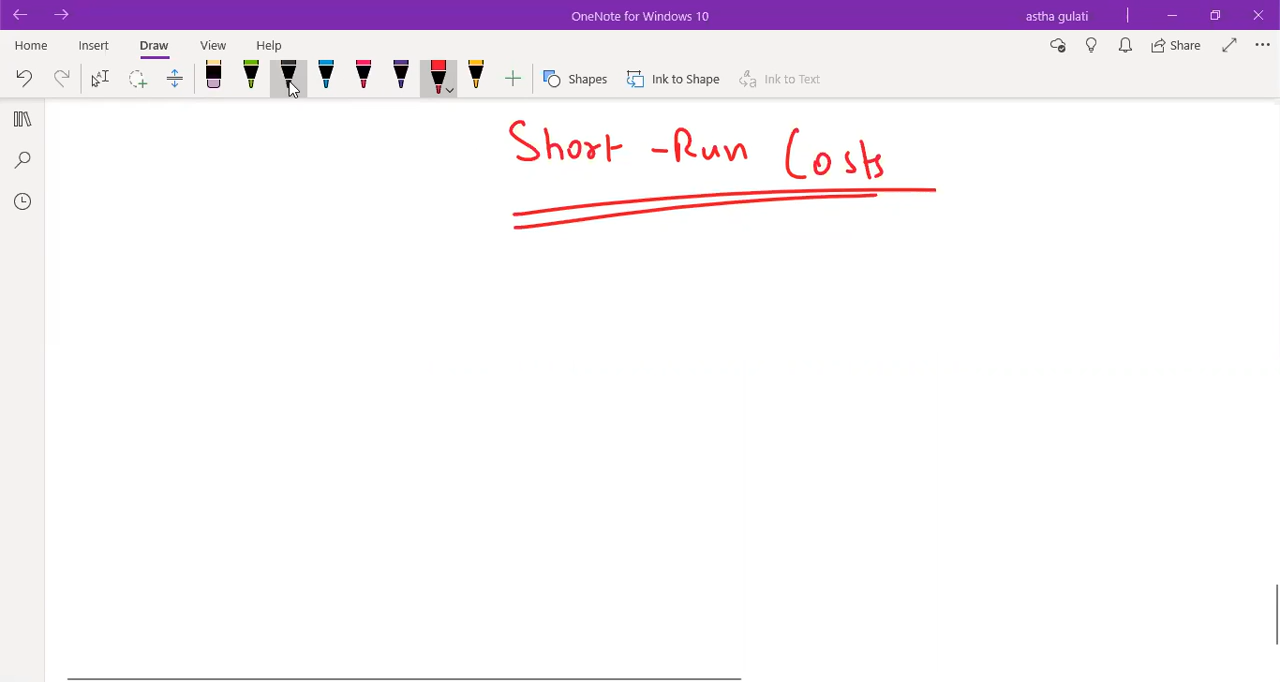 OneNote for Windows 10
astha gulati
Home Insert Draw View Help
Share
Shapes Ink to Shape Ink to Text
Short -Run Costs